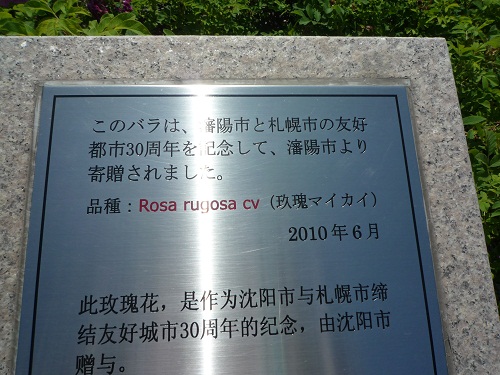 このバラは、瀋陽市と札幌市の友好
都市30周年を記念して、瀋陽市より
寄贈されました。
品種：Rosa rugosa cv（玫瑰マイカイ）
2010年6月
此玫瑰花，是作为沈阳市与札幌市缔
结友好城市30周年的纪念，由沈阳市
赠与。